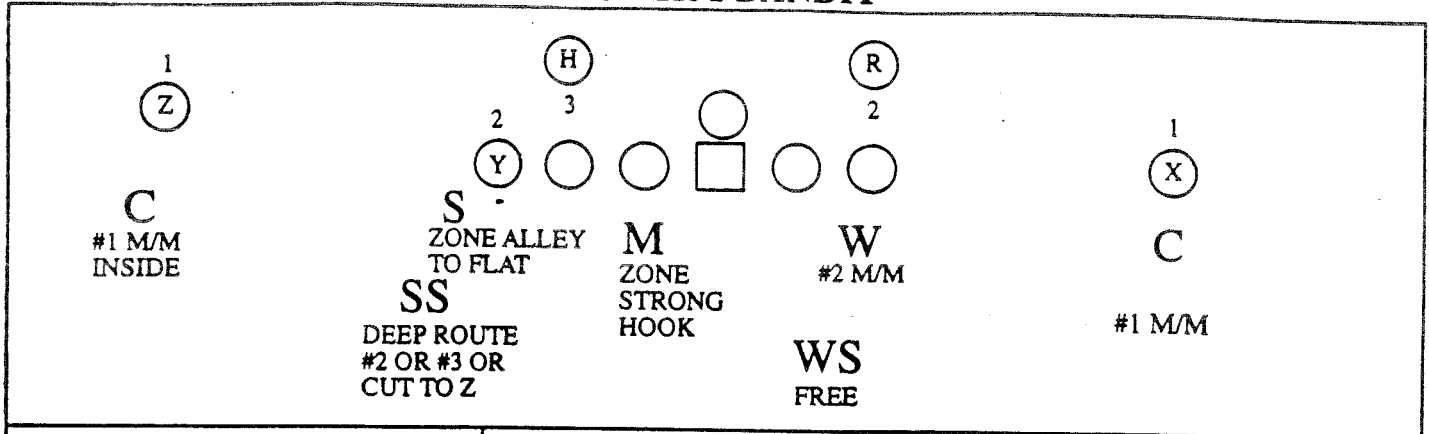 1
H
R
Z
3
2
2
1
Y
X
C
#1 M/M
INSIDE
S
ZONE ALLEY
TO FLAT
SS
DEEP ROUTE
#2 OR #3 OR
CUT TO Z
M
ZONE
STRONG
HOOK
W
#2 M/M
WS
FREE
C
#1 M/M